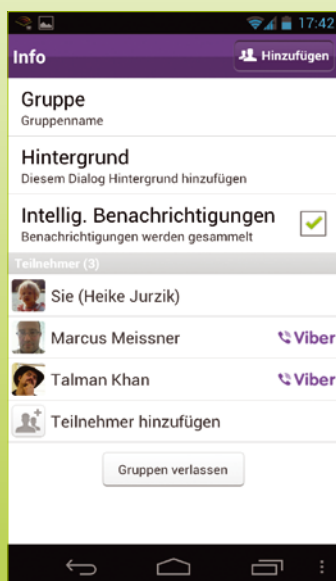 17:42
Info
Hinzufügen
Gruppe
Gruppenname
Hintergrund
Diesem Dialog Hintergrund hinzufügen
Intellig. Benachrichtigungen
Benachrichtigungen werden gesammelt
Teilnehmer (3)
Sie (Heike Jurzik)
Marcus Meissner
Viber
Talman Khan
Viber
Teilnehmer hinzufügen
Gruppen verlassen